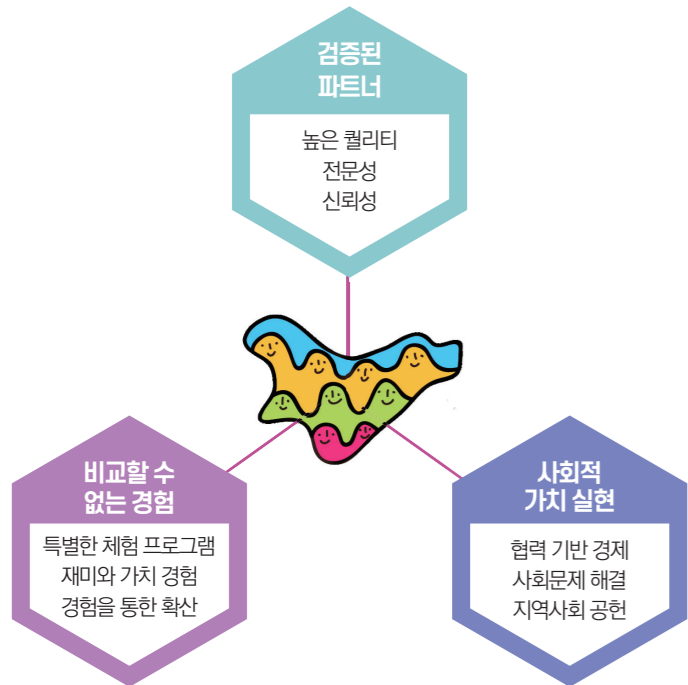 검증된
파트너
높은 퀄리티
전문성
신뢰성
비교할 수
없는 경험
특별한 체험 프로그램
재미와 가치 경험
경험을 통한 확산
사회적
가치 실현
협력 기반 경제
사회문제 해결
지역사회 공헌